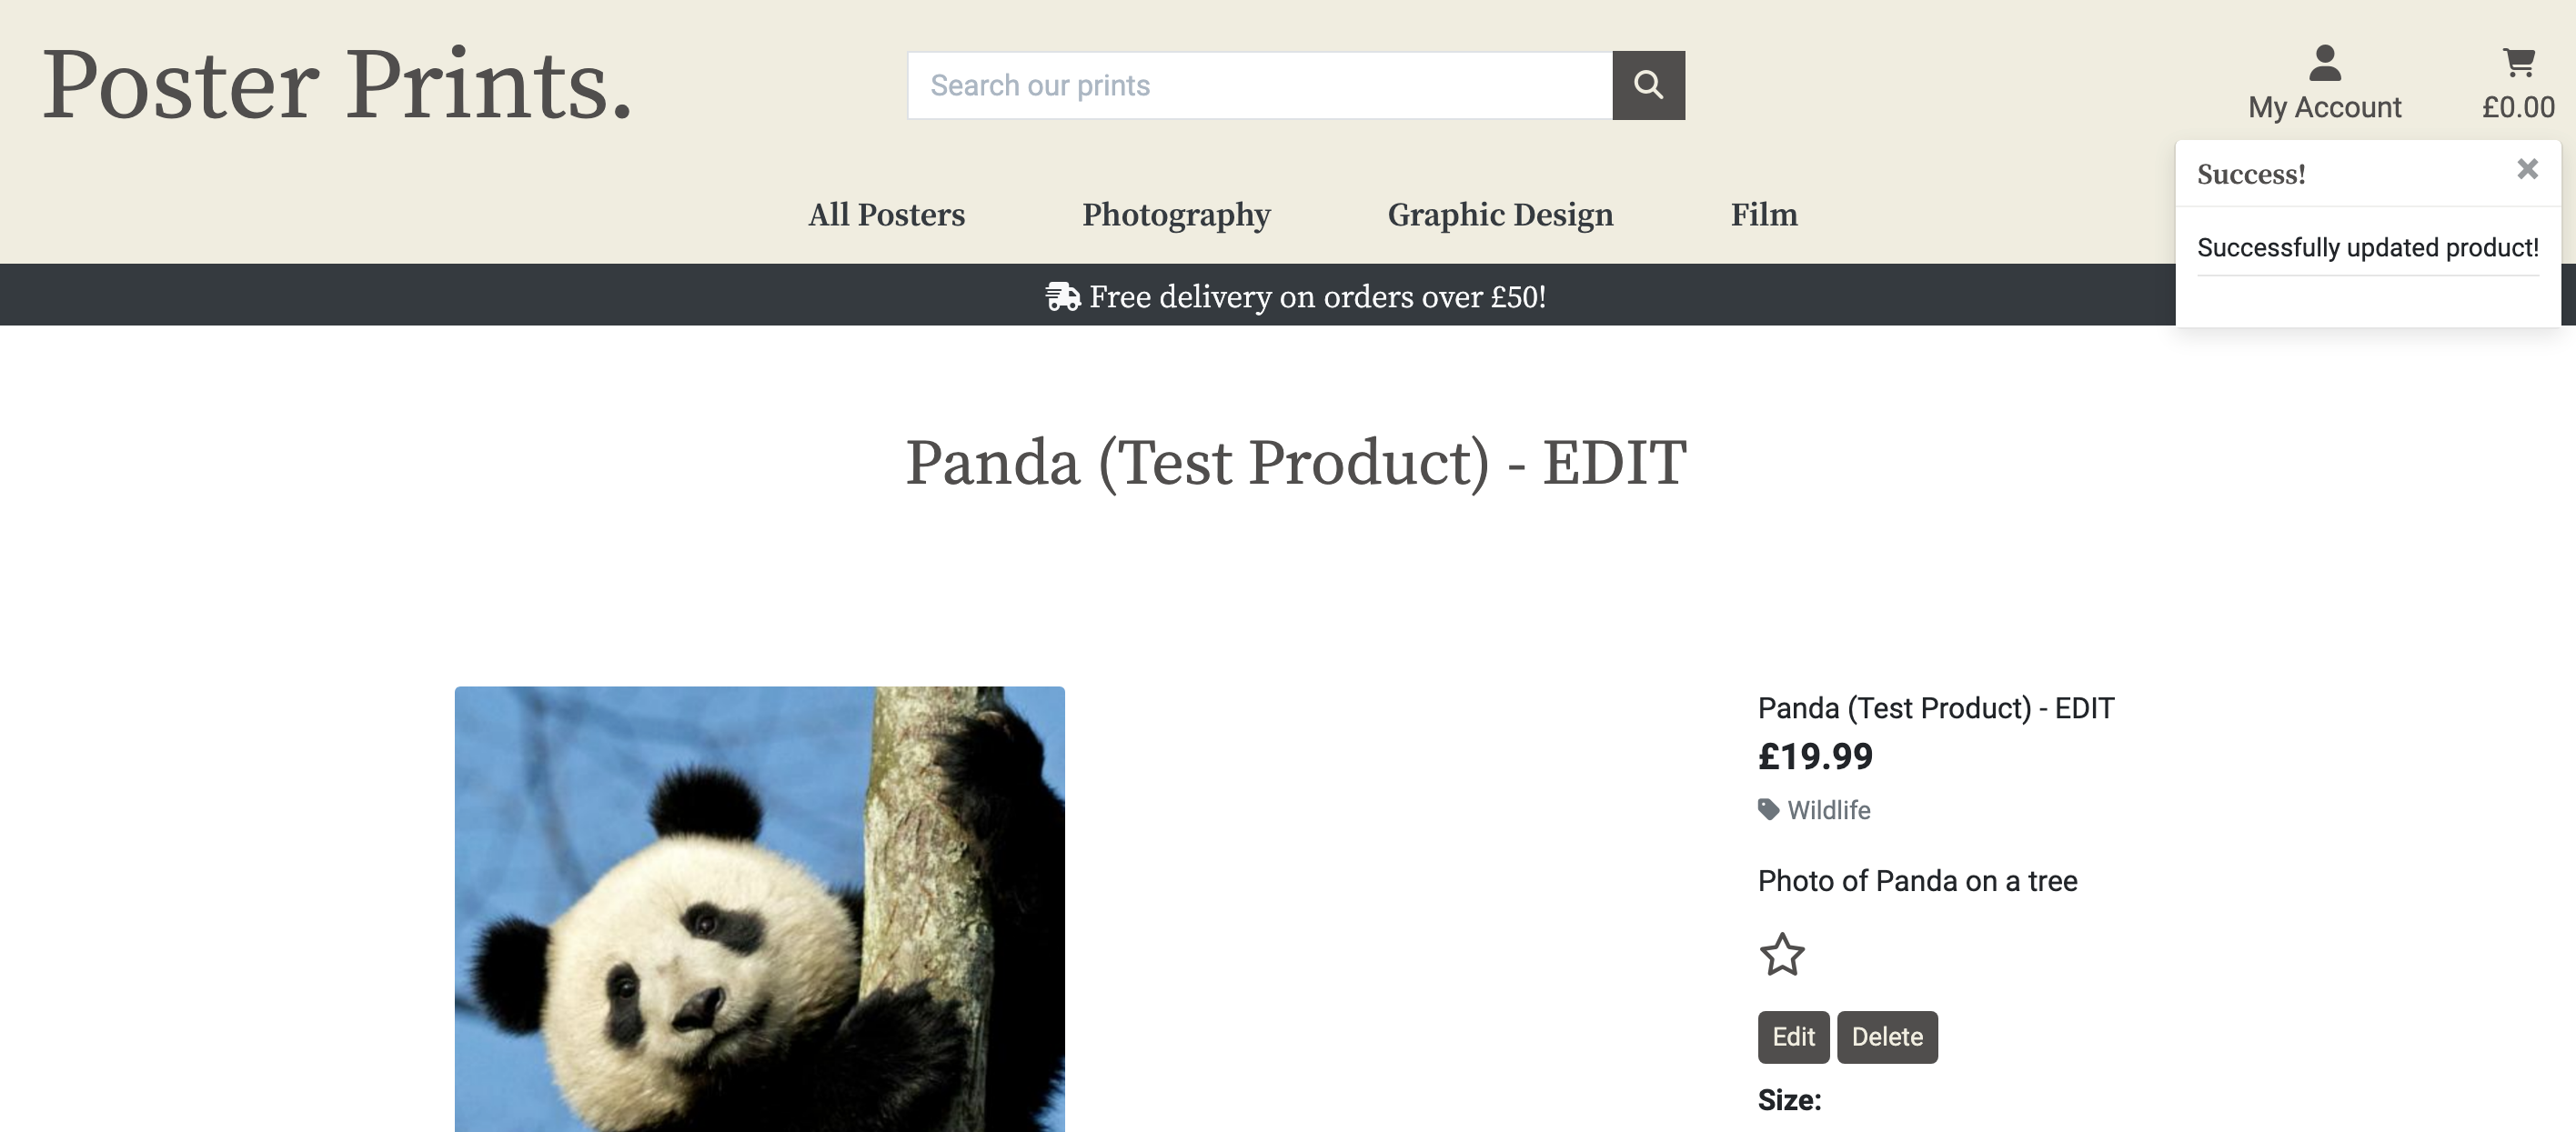 Poster Prints.
Search our prints
My Account
£0.00
All Posters
Photography
Graphic Design
Film
Success!
Successfully updated product!
Free delivery on orders over £50!
Panda (Test Product) - EDIT
Panda (Test Product) - EDIT
£19.99
Wildlife
Photo of Panda on a tree
Edit
Delete
Size: